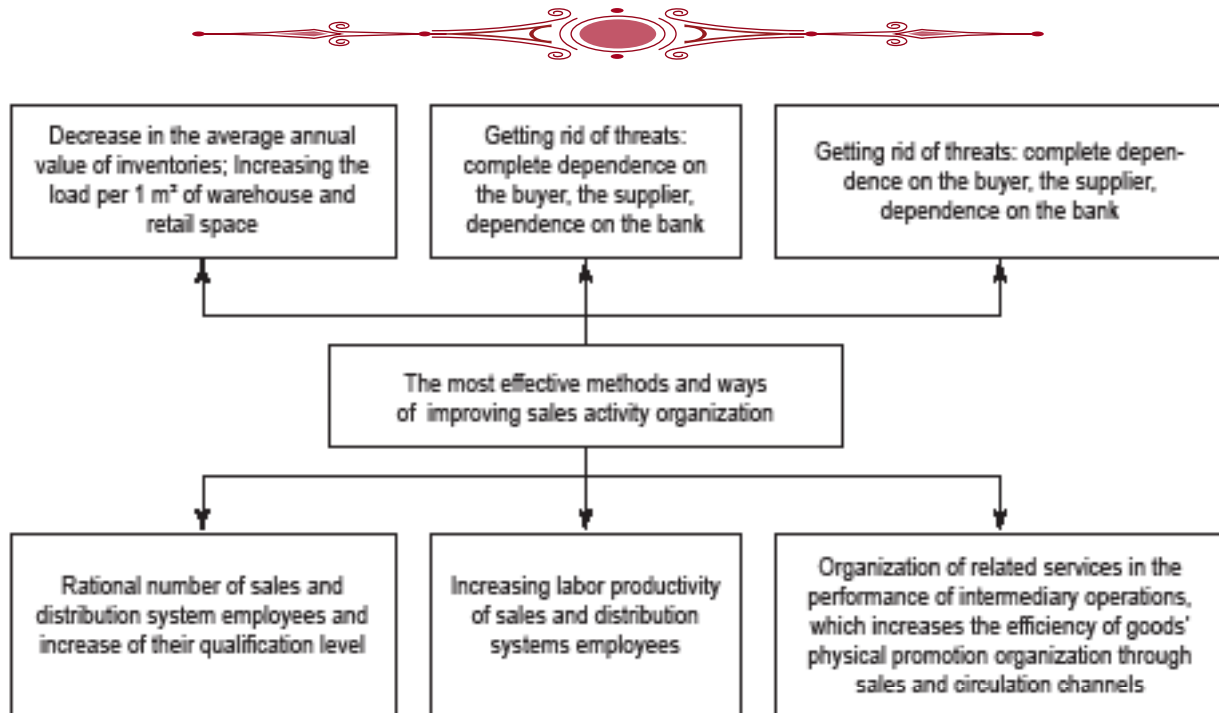 Decrease in the average annual
value of inventories; Increasing the
load per 1 m² of warehouse and
retail space
Getting rid of threats:
complete dependence on
the buyer, the supplier,
dependence on the bank
Getting rid of threats: complete depen-
dence on the buyer, the supplier,
dependence on the bank
The most effective methods and ways
of improving sales activity organization
Rational number of sales and
distribution system employees and
increase of their qualification level
Increasing labor productivity
of sales and distribution
systems employees
Organization of related services in the
performance of intermediary operations,
which increases the efficiency of goods'
physical promotion organization through
sales and circulation channels